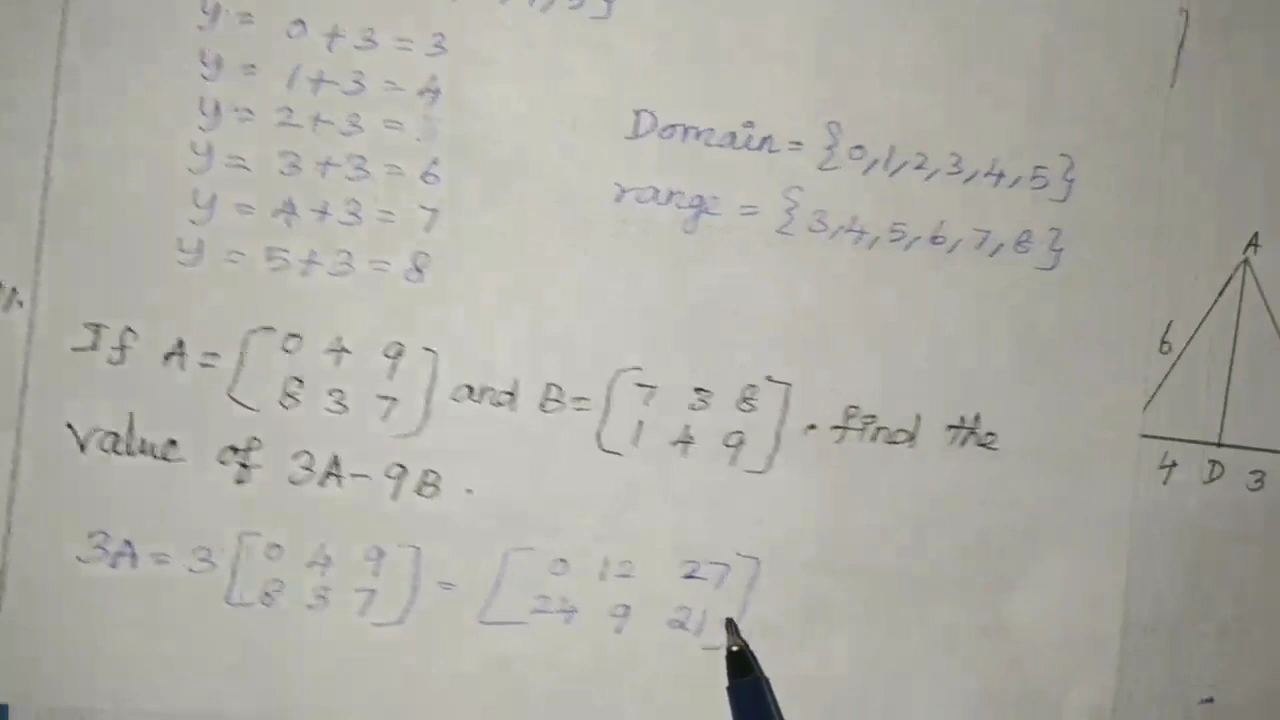 y = 0+3 = 3
y = 1+3 = 4
y = 2+3 =
y = 3+3 = 6
y = 4+3 = 7
y = 5+3 = 8
Domain = {0,1,2,3,4,5}
range = {3,4,5,6,7,8}
If A = [0 4 9 and B = [7 3 8
8 3 7] 1 4 9] . find the
value of 3A-9B.
3A = 3 [0 4 9 = [0 12 27
8 3 7] 24 9 21]
A
6
4 D 3